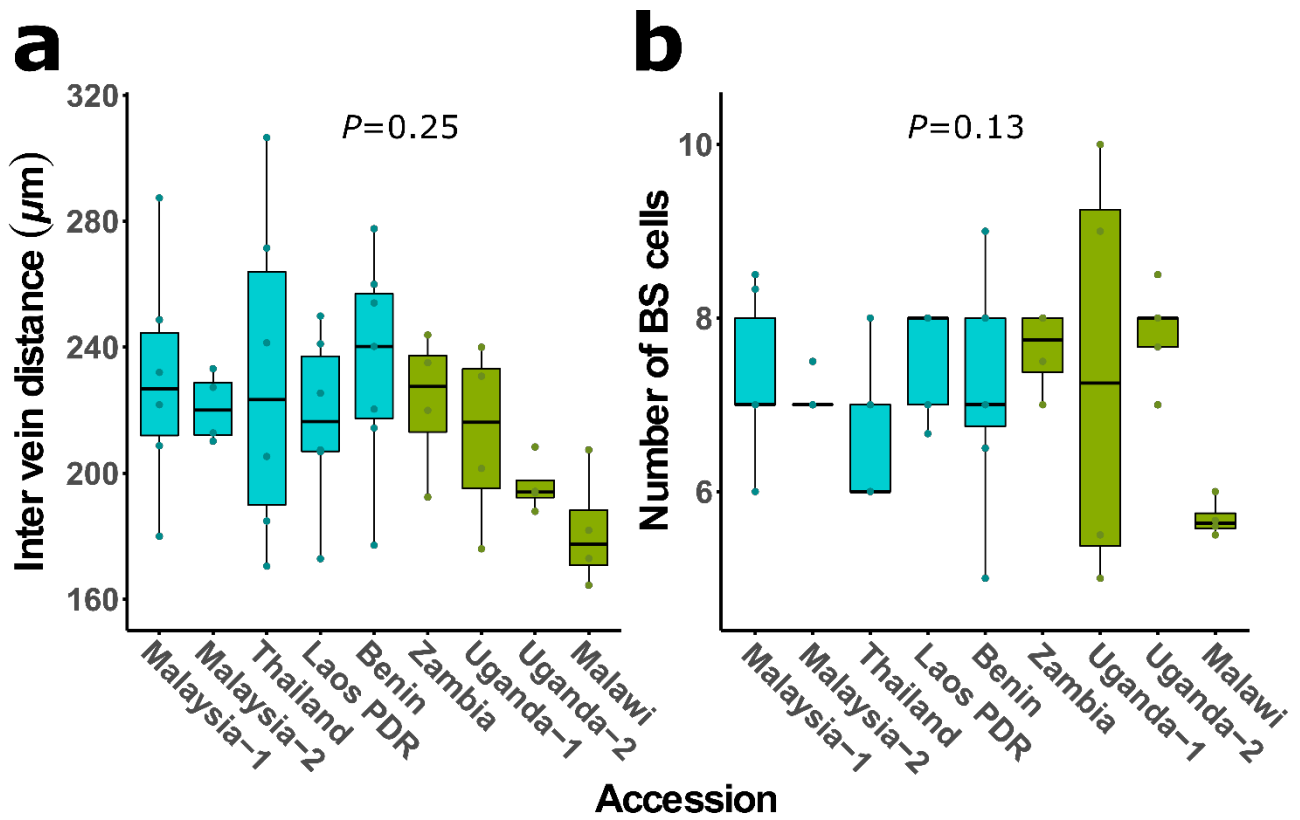 a
b
P=0.25
P=0.13
Inter vein distance (µm)
320
280
240
200
160
Number of BS cells
10
8
6
Malaysia−1
Malaysia−2
Thailand
Laos PDR
Benin
Zambia
Uganda−1
Uganda−2
Malawi
Malaysia−1
Malaysia−2
Thailand
Laos PDR
Benin
Zambia
Uganda−1
Uganda−2
Malawi
Accession